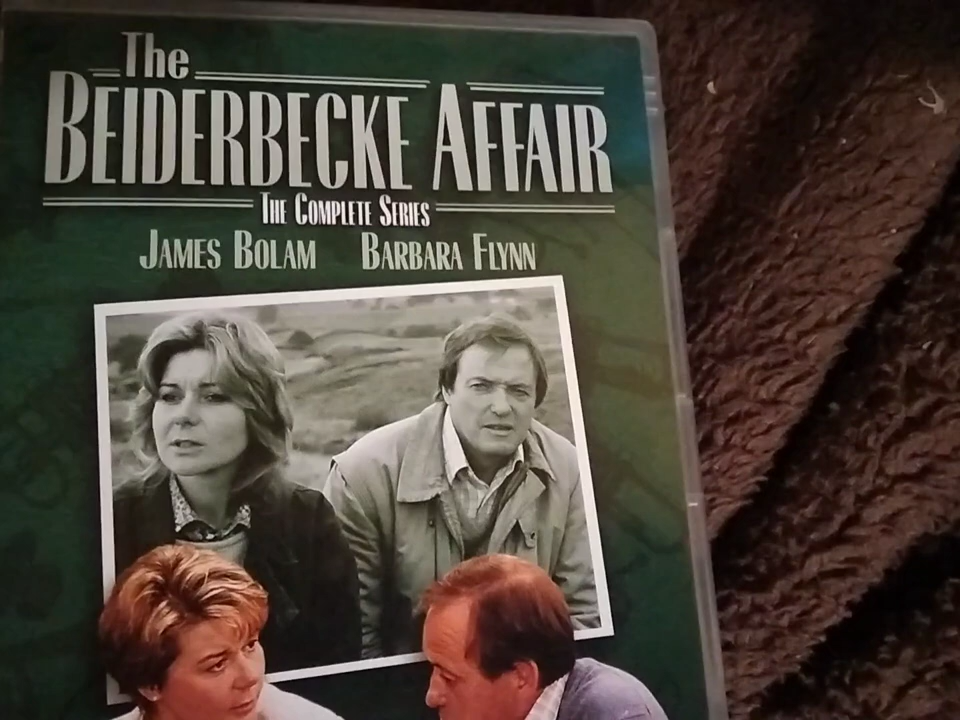 The
BEIDERBECKE AFFAIR
THE COMPLETE SERIES
JAMES BOLAM BARBARA FLYNN